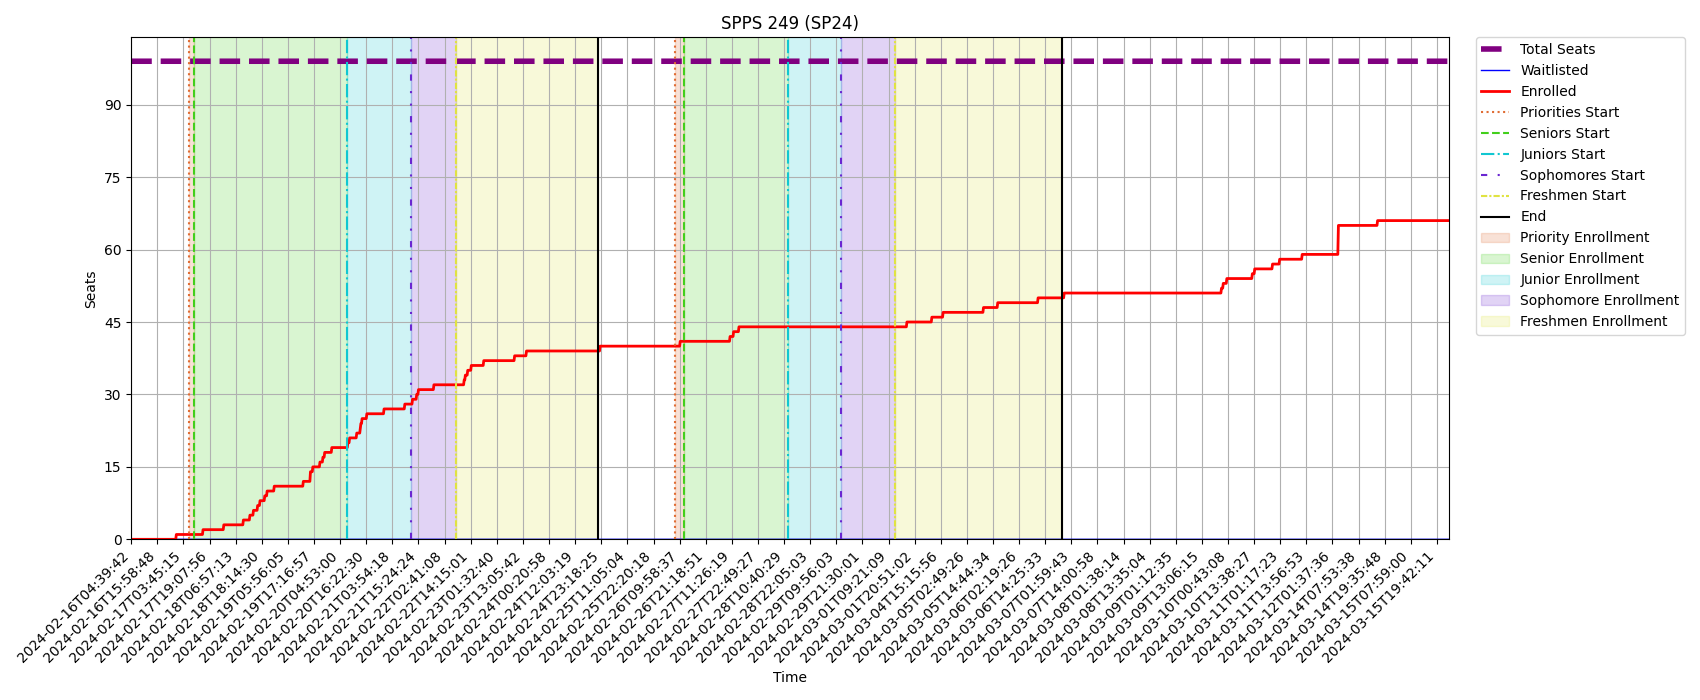 SPPS 249 (SP24)
Seats
90
75
60
45
30
15
0
2024-02-16T04:39:42
2024-02-16T15:58:48
2024-02-17T03:45:15
2024-02-17T19:07:56
2024-02-18T06:57:13
2024-02-18T18:14:30
2024-02-19T05:56:05
2024-02-19T17:16:57
2024-02-20T04:53:00
2024-02-20T16:22:30
2024-02-21T03:54:18
2024-02-21T15:24:24
2024-02-22T02:41:08
2024-02-22T14:15:01
2024-02-23T01:32:40
2024-02-23T13:05:42
2024-02-24T00:20:58
2024-02-24T12:03:19
2024-02-24T23:18:25
2024-02-25T11:05:04
2024-02-25T22:20:18
2024-02-26T09:58:37
2024-02-26T21:18:51
2024-02-27T11:26:19
2024-02-27T22:49:27
2024-02-28T10:40:29
2024-02-28T22:05:03
2024-02-29T09:56:03
2024-02-29T21:30:01
2024-03-01T09:21:09
2024-03-01T20:51:02
2024-03-04T15:15:56
2024-03-05T02:49:26
2024-03-05T14:44:34
2024-03-06T02:19:26
2024-03-06T14:25:33
2024-03-07T01:59:43
2024-03-07T14:00:58
2024-03-08T01:38:14
2024-03-08T13:35:04
2024-03-09T01:12:35
2024-03-09T13:06:15
2024-03-10T00:43:08
2024-03-10T13:38:27
2024-03-11T01:17:23
2024-03-11T13:56:53
2024-03-12T01:37:36
2024-03-14T07:53:38
2024-03-14T19:35:48
2024-03-15T07:59:00
2024-03-15T19:42:11
Time
Total Seats
Waitlisted
Enrolled
Priorities Start
Seniors Start
Juniors Start
Sophomores Start
Freshmen Start
End
Priority Enrollment
Senior Enrollment
Junior Enrollment
Sophomore Enrollment
Freshmen Enrollment